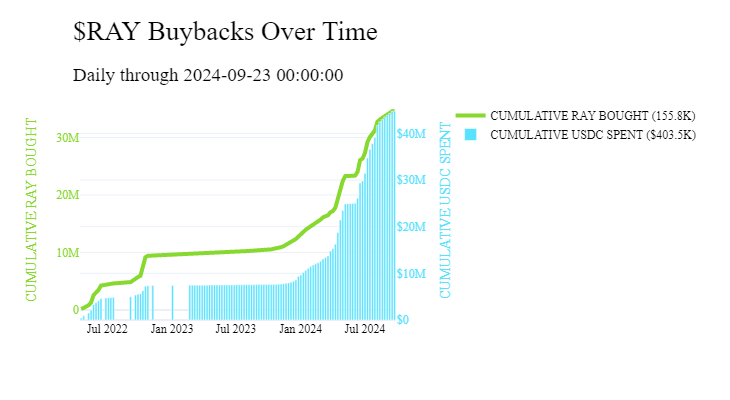 $RAY Buybacks Over Time
Daily through 2024-09-23 00:00:00
CUMULATIVE RAY BOUGHT
30M
20M
10M
0
Jul 2022
Jan 2023
Jul 2023
Jan 2024
Jul 2024
$40M
$30M
$20M
$10M
$0
CUMULATIVE USDC SPENT
CUMULATIVE RAY BOUGHT (155.8K)
CUMULATIVE USDC SPENT ($403.5K)